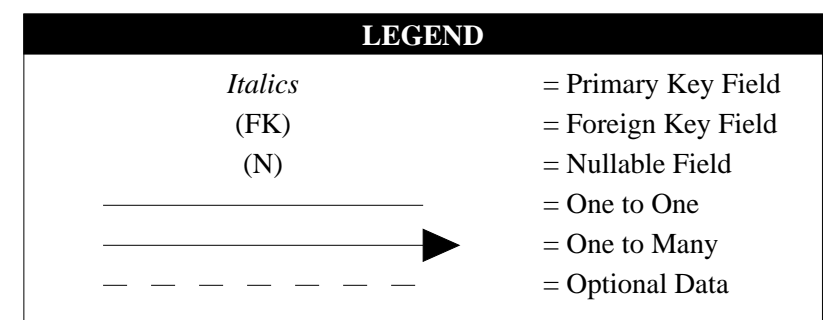 LEGEND
Italics = Primary Key Field
(FK) = Foreign Key Field
(N) = Nullable Field
= One to One
= One to Many
= Optional Data